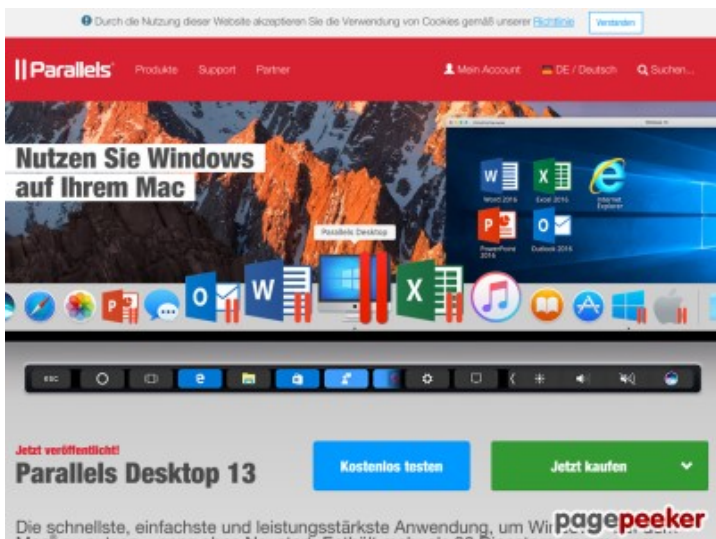 Durch die Nutzung dieser Website akzeptieren Sie die Verwendung von Cookies gemäß unserer Richtlinie
Verstanden
Parallels
Produkte
Support
Partner
Mein Account
DE / Deutsch
Suchen...
Nutzen Sie Windows
auf Ihrem Mac
Word 2016
Excel 2016
Internet
Explorer
PowerPoint
2016
Outlook 2016
Parallels Desktop
esc
Jetzt veröffentlicht!
Parallels Desktop 13
Kostenlos testen
Jetzt kaufen
Die schnellste, einfachste und leistungsstärkste Anwendung, um
pagepeeker